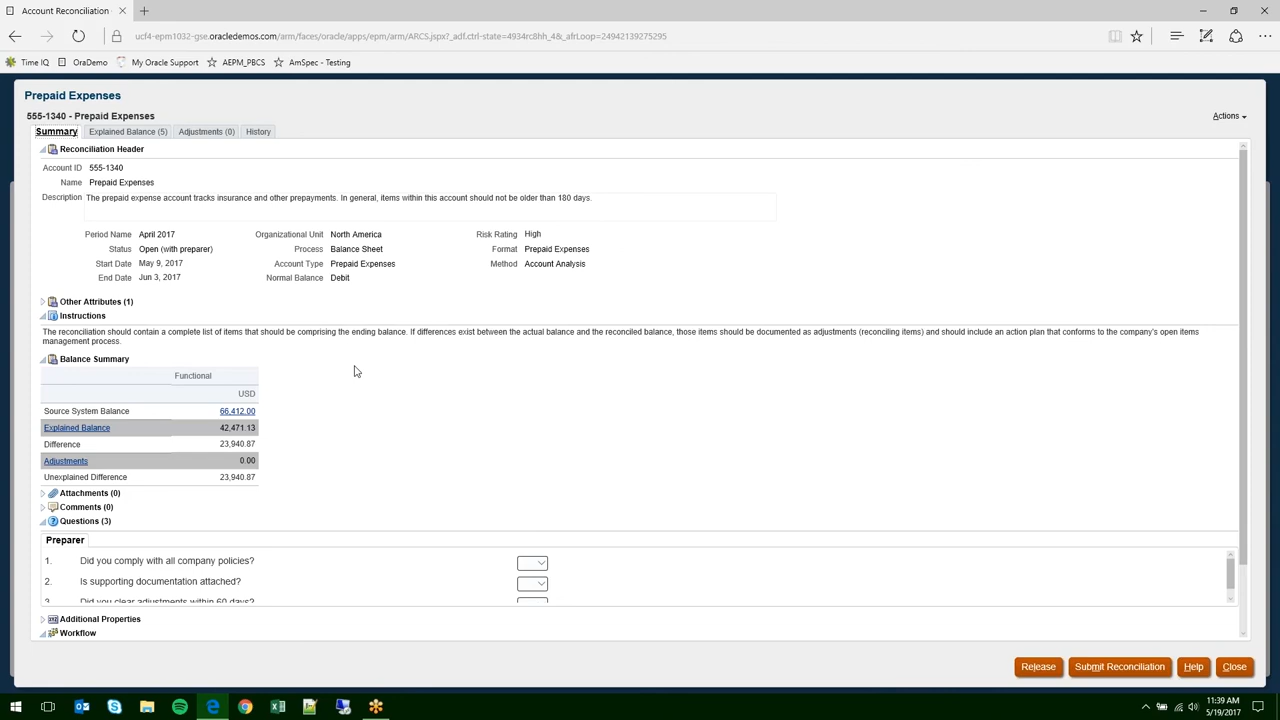 Account Reconciliation
ucf4-epm1032-gse.oracledemos.com/arm/faces/oracle/apps/epm/arm/ARCS.jspx?_adf.ctrl-state=4934rc8hh_4&_afrLoop=24942139275295
Time IQ OraDemo My Oracle Support AEPM_PBCS AmSpec - Testing
Prepaid Expenses
555-1340 - Prepaid Expenses
Actions
Summary Explained Balance (5) Adjustments (0) History
Reconciliation Header
Account ID 555-1340
Name Prepaid Expenses
Description The prepaid expense account tracks insurance and other prepayments. In general, items within this account should not be older than 180 days.
Period Name April 2017 Organizational Unit North America Risk Rating High
Status Open (with preparer) Process Balance Sheet Format Prepaid Expenses
Start Date May 9, 2017 Account Type Prepaid Expenses Method Account Analysis
End Date Jun 3, 2017 Normal Balance Debit
Other Attributes (1)
Instructions
The reconciliation should contain a complete list of items that should be comprising the ending balance. If differences exist between the actual balance and the reconciled balance, those items should be documented as adjustments (reconciling items) and should include an action plan that conforms to the company's open items
management process.
Balance Summary
Functional
USD
Source System Balance 66,412.00
Explained Balance 42,471.13
Difference 23,940.87
Adjustments 0.00
Unexplained Difference 23,940.87
Attachments (0)
Comments (0)
Questions (3)
Preparer
1. Did you comply with all company policies?
2. Is supporting documentation attached?
3. Did you clear adjustments within 60 days?
Additional Properties
Workflow
Release Submit Reconciliation Help Close
11:39 AM
5/19/2017